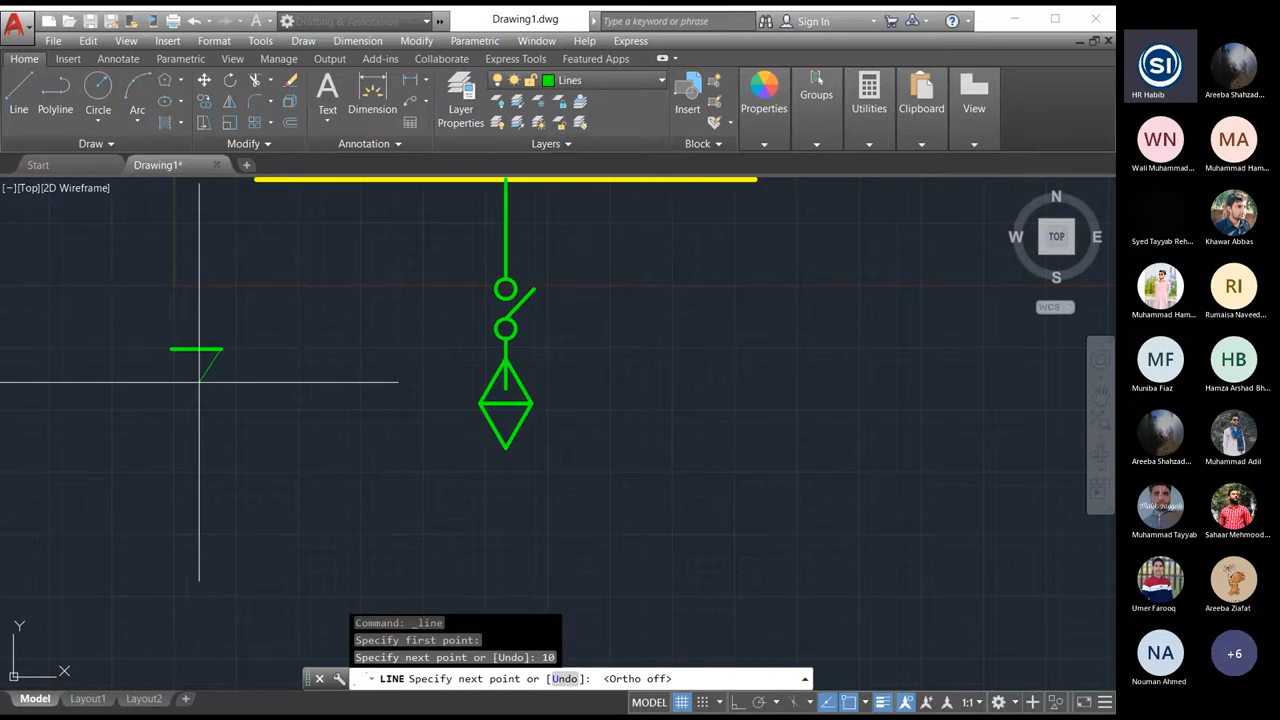 Drafting & Annotation
Drawing1.dwg
Type a keyword or phrase
Sign In
File Edit View Insert Format Tools Draw Dimension Modify Parametric Window Help Express
Home Insert Annotate Parametric View Manage Output Add-ins Collaborate Express Tools Featured Apps
Lines
Line Polyline Circle Arc
Text Dimension
Layer
Properties
Insert
Properties Groups Utilities Clipboard View
Draw Modify Annotation Layers Block
Start Drawing1*
[−][Top][2D Wireframe]
N
W TOP E
S
WCS
Y
X
Command: _line
Specify first point:
Specify next point or [Undo]: 10
LINE Specify next point or [Undo]: <Ortho off>
Model Layout1 Layout2
MODEL
1:1
SI
HR Habib
Areeba Shahzad...
WN
Wali Muhammad...
MA
Muhammad Ham...
Syed Tayyab Reh...
Khawar Abbas
Muhammad Ham...
RI
Rumaisa Naveed...
MF
Muniba Fiaz
HB
Hamza Arshad Bh...
Areeba Shahzad...
Muhammad Adil
Muhammad Tayyab
Sahaar Mehmood...
Umer Farooq
Areeba Ziafat
NA
Nouman Ahmed
+6